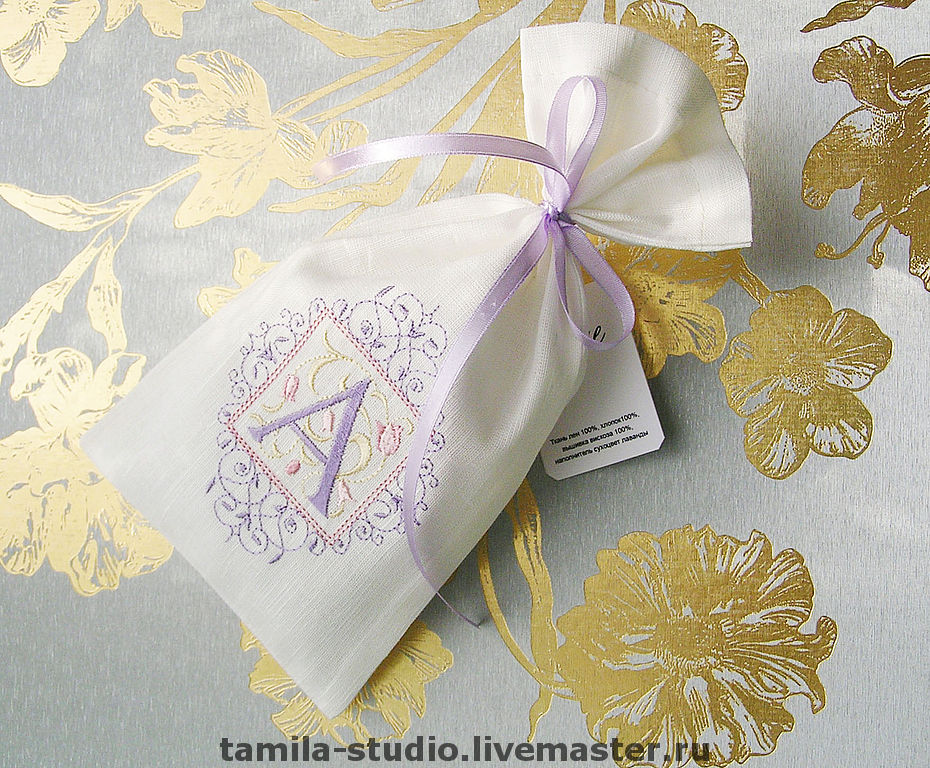 A
Ткань лен 100%, хлопок100%,
вышивка вискоза 100%,
наполнитель сухоцвет лаванды
tamila-studio.livemaster.ru